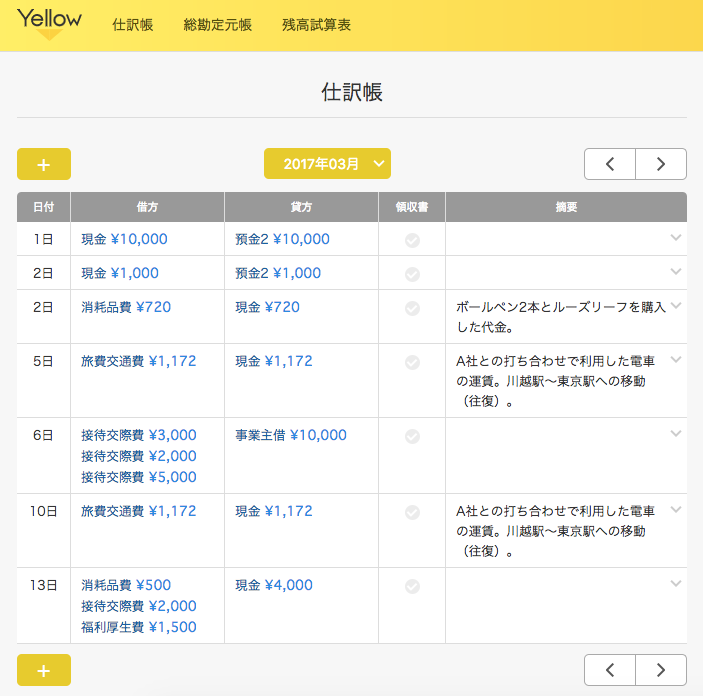 Yellow 仕訳帳 総勘定元帳 残高試算表
仕訳帳
+ 2017年03月
日付 借方 貸方 領収書 摘要
1日 現金 ¥10,000 預金2 ¥10,000
2日 現金 ¥1,000 預金2 ¥1,000
2日 消耗品費 ¥720 現金 ¥720 ボールペン2本とルーズリーフを購入
した代金。
5日 旅費交通費 ¥1,172 現金 ¥1,172 A社との打ち合わせで利用した電車
の運賃。川越駅〜東京駅への移動
（往復）。
6日 接待交際費 ¥3,000 事業主借 ¥10,000
接待交際費 ¥2,000
接待交際費 ¥5,000
10日 旅費交通費 ¥1,172 現金 ¥1,172 A社との打ち合わせで利用した電車
の運賃。川越駅〜東京駅への移動
（往復）。
13日 消耗品費 ¥500 現金 ¥4,000
接待交際費 ¥2,000
福利厚生費 ¥1,500
+